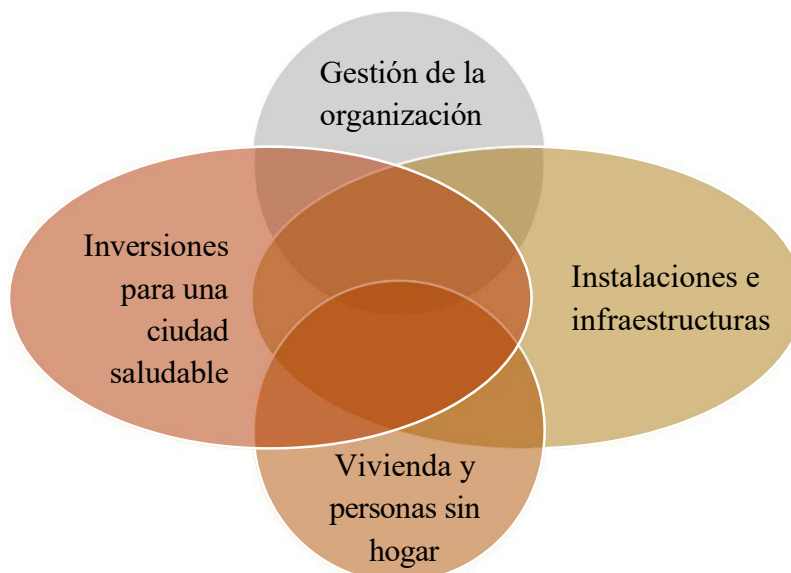 Gestión de la
organización
Inversiones
para una
ciudad
saludable
Instalaciones e
infraestructuras
Vivienda y
personas sin
hogar